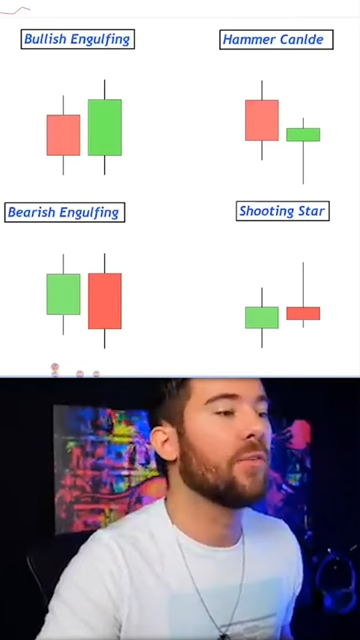 Bullish Engulfing
Hammer Canlde
Bearish Engulfing
Shooting Star